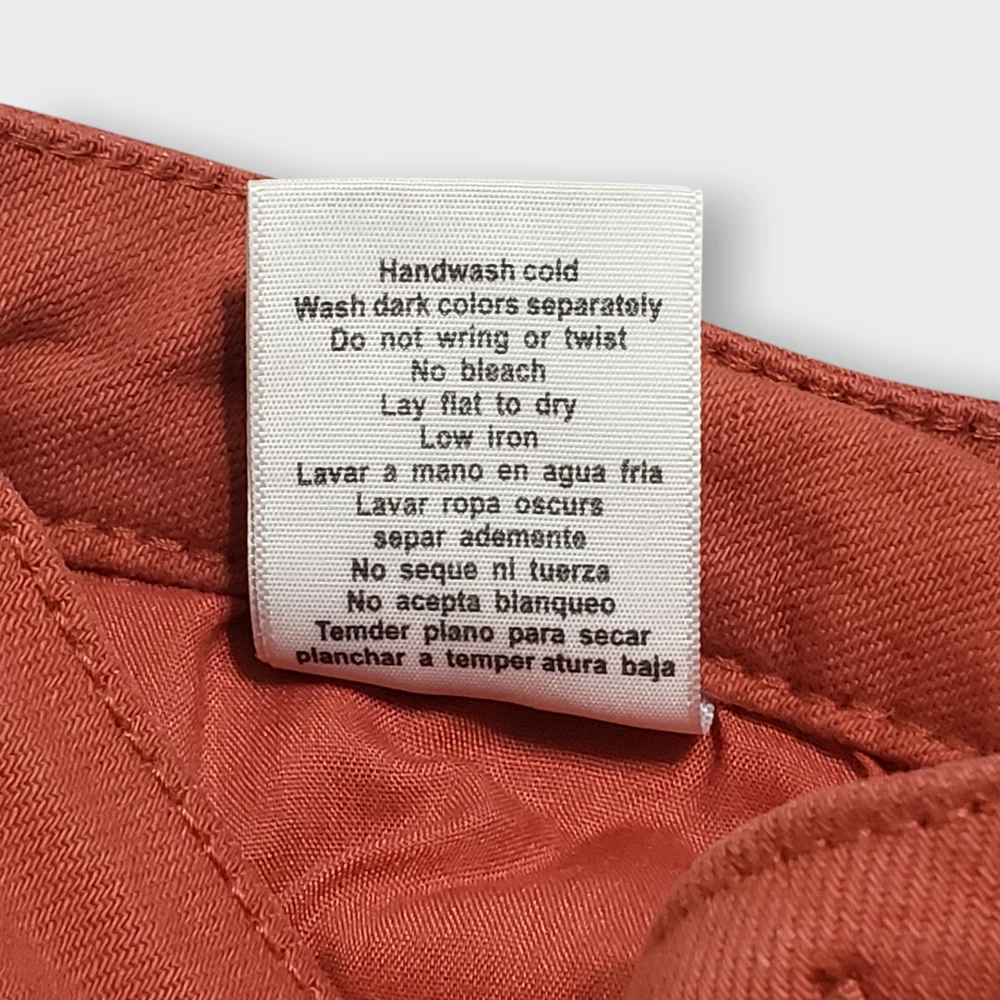 Handwash cold
Wash dark colors separately
Do not wring or twist
No bleach
Lay flat to dry
Low iron
Lavar a mano en agua fria
Lavar ropa oscurs
separ ademente
No seque ni tuerza
No acepta blanqueo
Temder plano para secar
planchar a temper atura baja